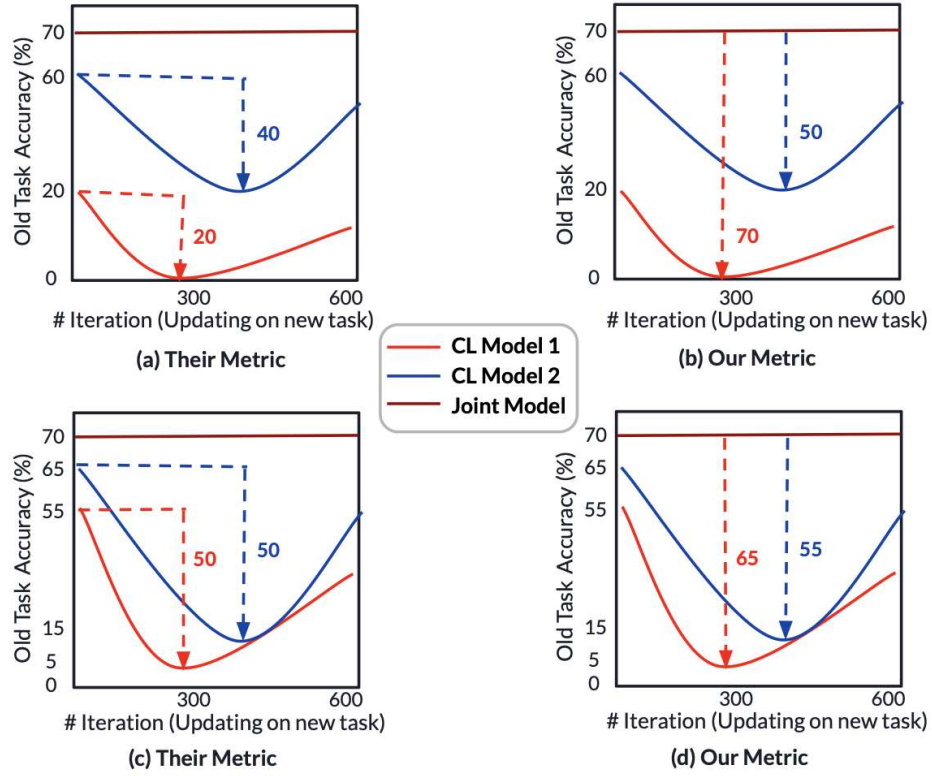 Old Task Accuracy (%)
70
60
20
0
40
20
300
600
# Iteration (Updating on new task)
(a) Their Metric
Old Task Accuracy (%)
70
60
20
0
50
70
300
600
# Iteration (Updating on new task)
(b) Our Metric
CL Model 1
CL Model 2
Joint Model
Old Task Accuracy (%)
70
65
55
15
5
0
50
50
300
600
# Iteration (Updating on new task)
(c) Their Metric
Old Task Accuracy (%)
70
65
55
15
5
0
65
55
300
600
# Iteration (Updating on new task)
(d) Our Metric